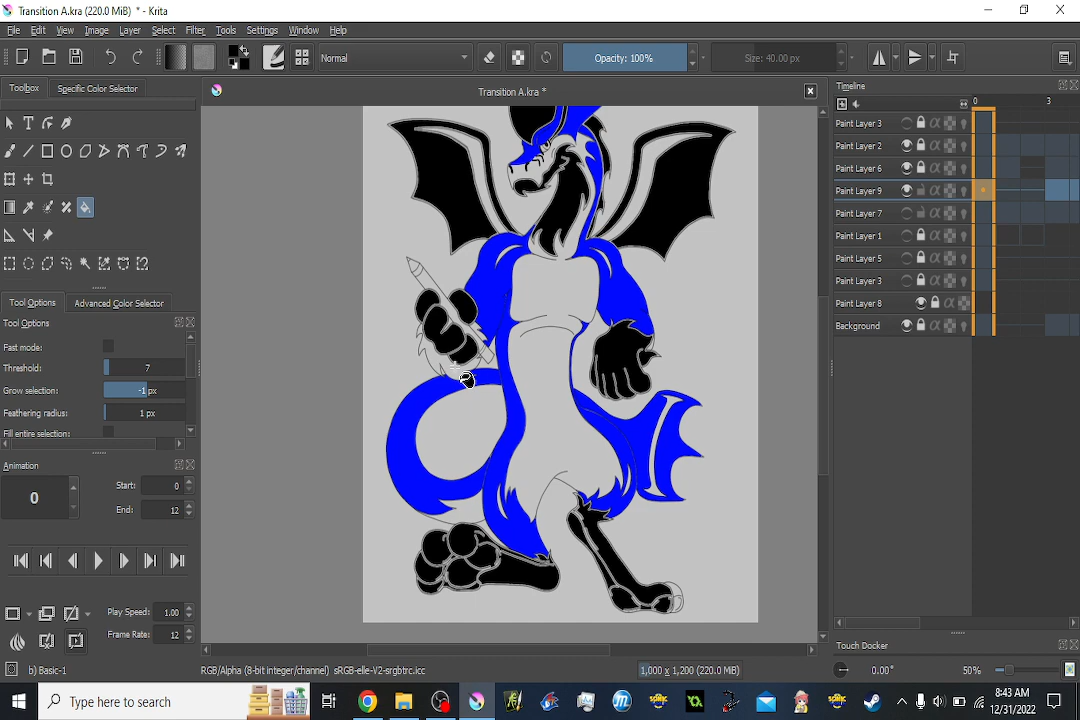 Transition A.kra (220.0 MiB) * - Krita
File Edit View Image Layer Select Filter Tools Settings Window Help
Normal
Opacity: 100%
Size: 40.00 px
Toolbox
Specific Color Selector
Transition A.kra *
Timeline
0
3
Paint Layer 3
Paint Layer 2
Paint Layer 6
Paint Layer 9
Paint Layer 7
Paint Layer 1
Paint Layer 5
Paint Layer 3
Paint Layer 8
Background
Tool Options
Advanced Color Selector
Tool Options
Fast mode:
Threshold:
7
Grow selection:
-1 px
Feathering radius:
1 px
Fill entire selection:
Animation
0
Start:
0
End:
12
Play Speed:
1.00
Frame Rate:
12
Touch Docker
b) Basic-1
RGB/Alpha (8-bit integer/channel) sRGB-elle-V2-srgbtrc.icc
1,000 x 1,200 (220.0 MiB)
0.00°
50%
Type here to search
8:43 AM
12/31/2022